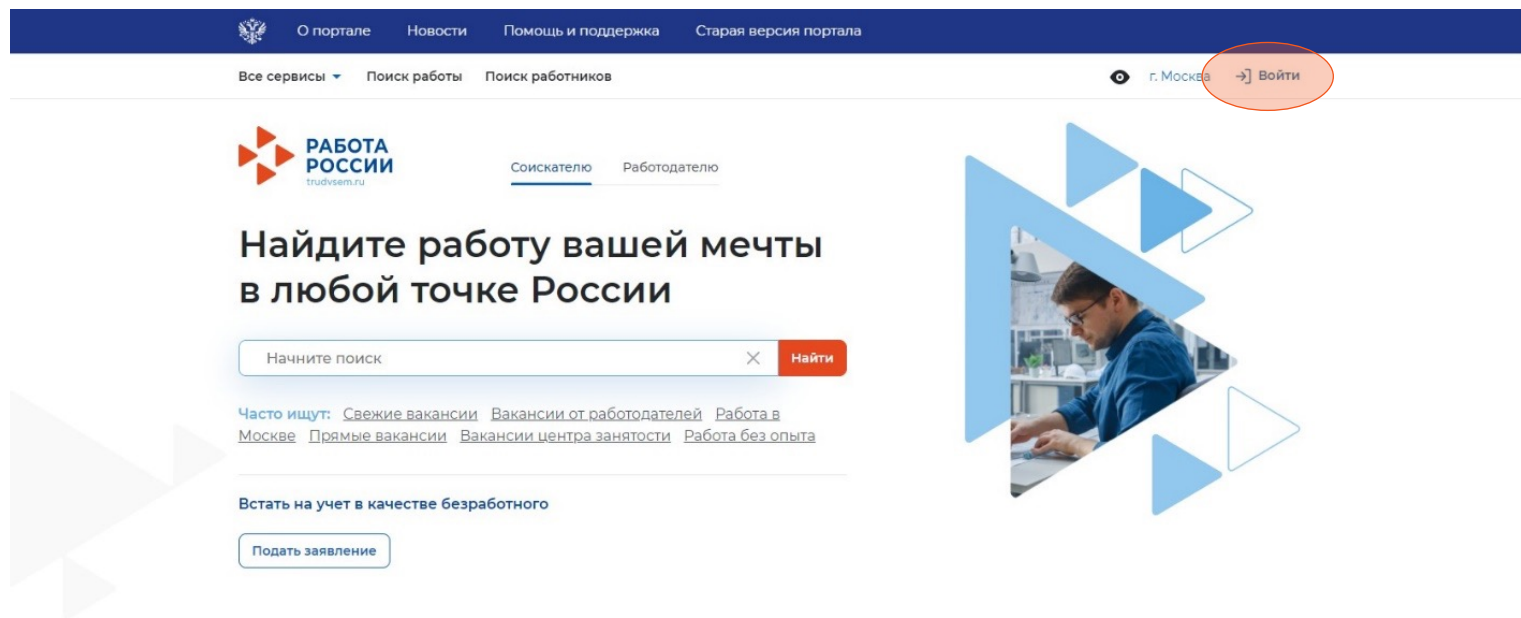 О портале Новости Помощь и поддержка Старая версия портала
Все сервисы Поиск работы Поиск работников г. Москва Войти
РАБОТА
РОССИИ
trudvsem.ru
Соискателю Работодателю
Найдите работу вашей мечты
в любой точке России
Начните поиск Найти
Часто ищут: Свежие вакансии Вакансии от работодателей Работа в
Москве Прямые вакансии Вакансии центра занятости Работа без опыта
Встать на учет в качестве безработного
Подать заявление